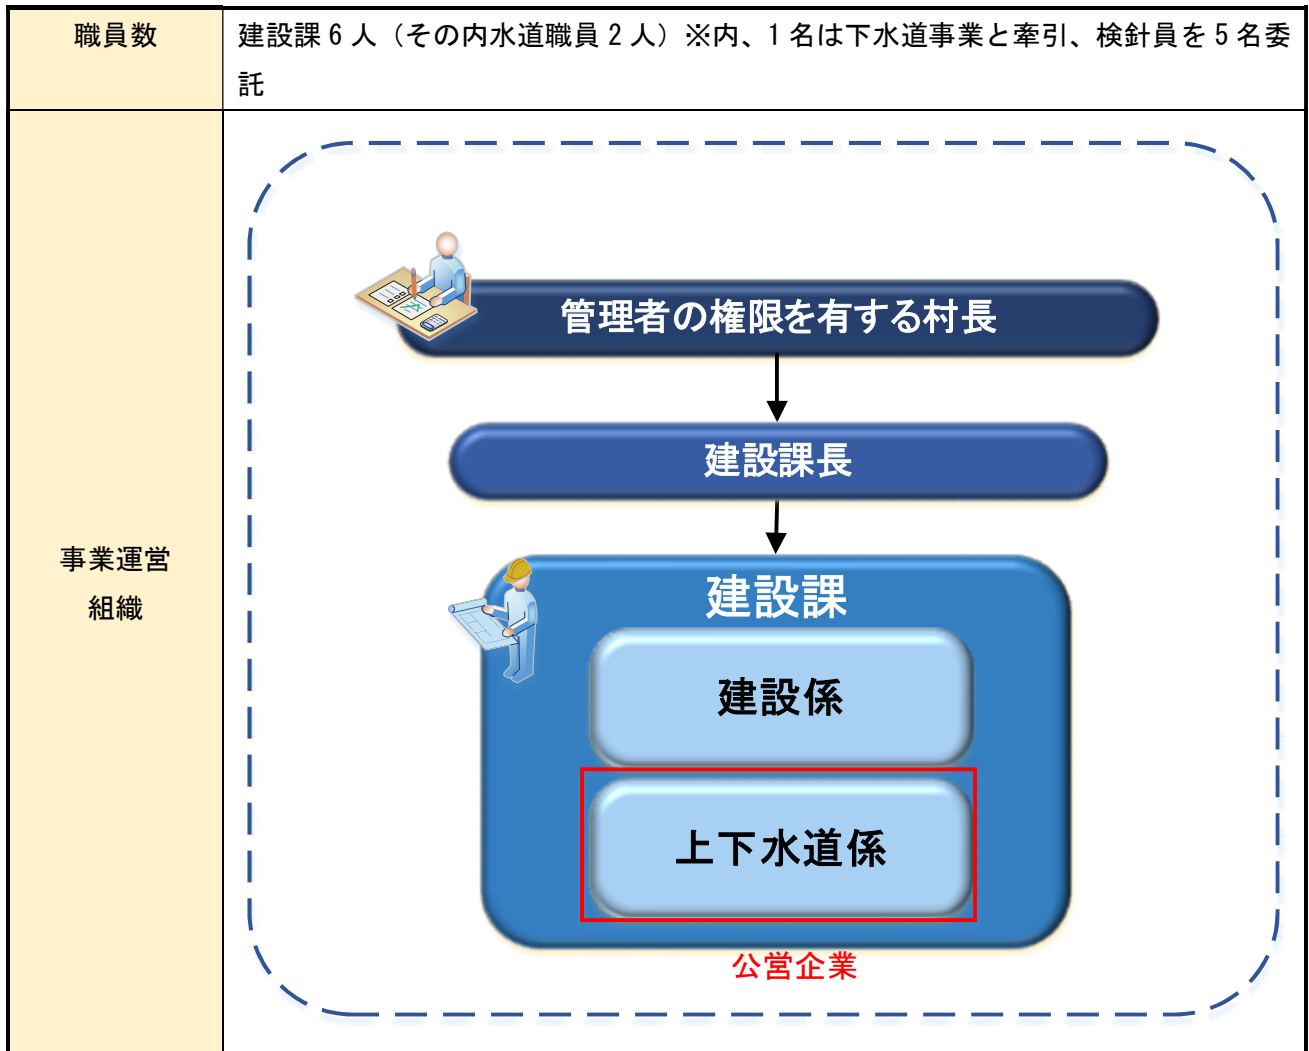 職員数
建設課6人（その内水道職員2人）※内、1名は下水道事業と牽引、検針員を5名委
託
事業運営
組織
管理者の権限を有する村長
建設課長
建設課
建設係
上下水道係
公営企業